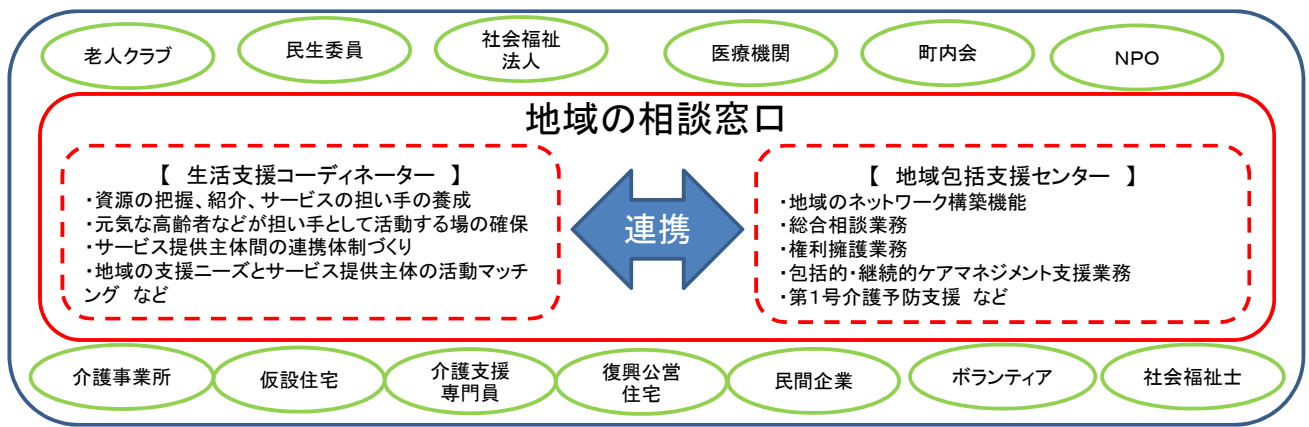 老人クラブ
民生委員
社会福祉
法人
医療機関
町内会
NPO
地域の相談窓口
【 生活支援コーディネーター 】
・資源の把握、紹介、サービスの担い手の養成
・元気な高齢者などが担い手として活動する場の確保
・サービス提供主体間の連携体制づくり
・地域の支援ニーズとサービス提供主体の活動マッチ
ング など
連携
【 地域包括支援センター 】
・地域のネットワーク構築機能
・総合相談業務
・権利擁護業務
・包括的・継続的ケアマネジメント支援業務
・第1号介護予防支援 など
介護事業所
仮設住宅
介護支援
専門員
復興公営
住宅
民間企業
ボランティア
社会福祉士